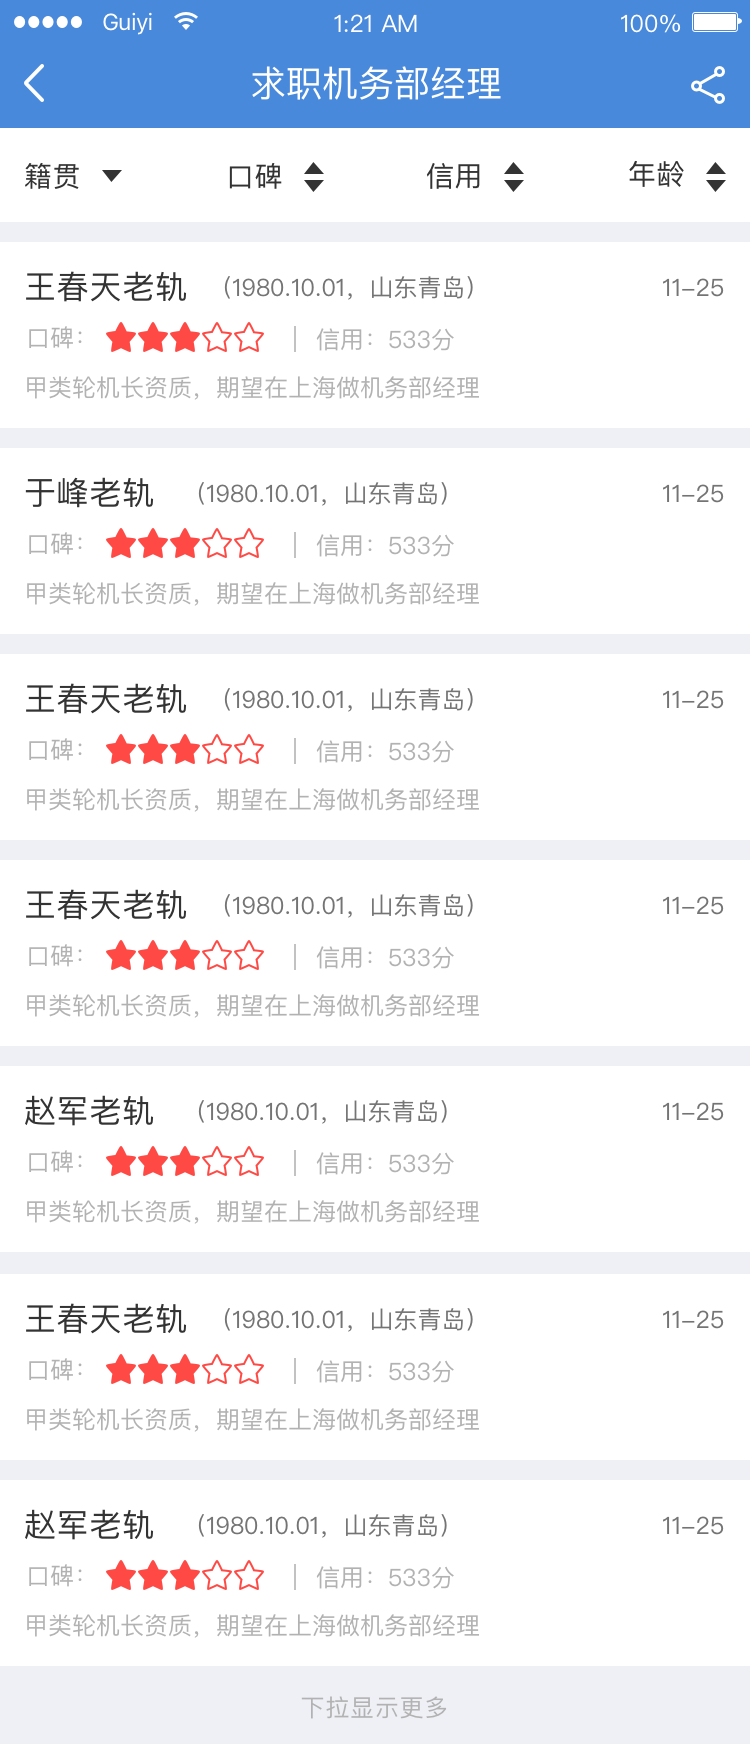 Guiyi 1:21 AM 100%
求职机务部经理
籍贯 口碑 信用 年龄
王春天老轨 (1980.10.01，山东青岛) 11-25
口碑： 信用：533分
甲类轮机长资质，期望在上海做机务部经理
于峰老轨 (1980.10.01，山东青岛) 11-25
口碑： 信用：533分
甲类轮机长资质，期望在上海做机务部经理
王春天老轨 (1980.10.01，山东青岛) 11-25
口碑： 信用：533分
甲类轮机长资质，期望在上海做机务部经理
王春天老轨 (1980.10.01，山东青岛) 11-25
口碑： 信用：533分
甲类轮机长资质，期望在上海做机务部经理
赵军老轨 (1980.10.01，山东青岛) 11-25
口碑： 信用：533分
甲类轮机长资质，期望在上海做机务部经理
王春天老轨 (1980.10.01，山东青岛) 11-25
口碑： 信用：533分
甲类轮机长资质，期望在上海做机务部经理
赵军老轨 (1980.10.01，山东青岛) 11-25
口碑： 信用：533分
甲类轮机长资质，期望在上海做机务部经理
下拉显示更多